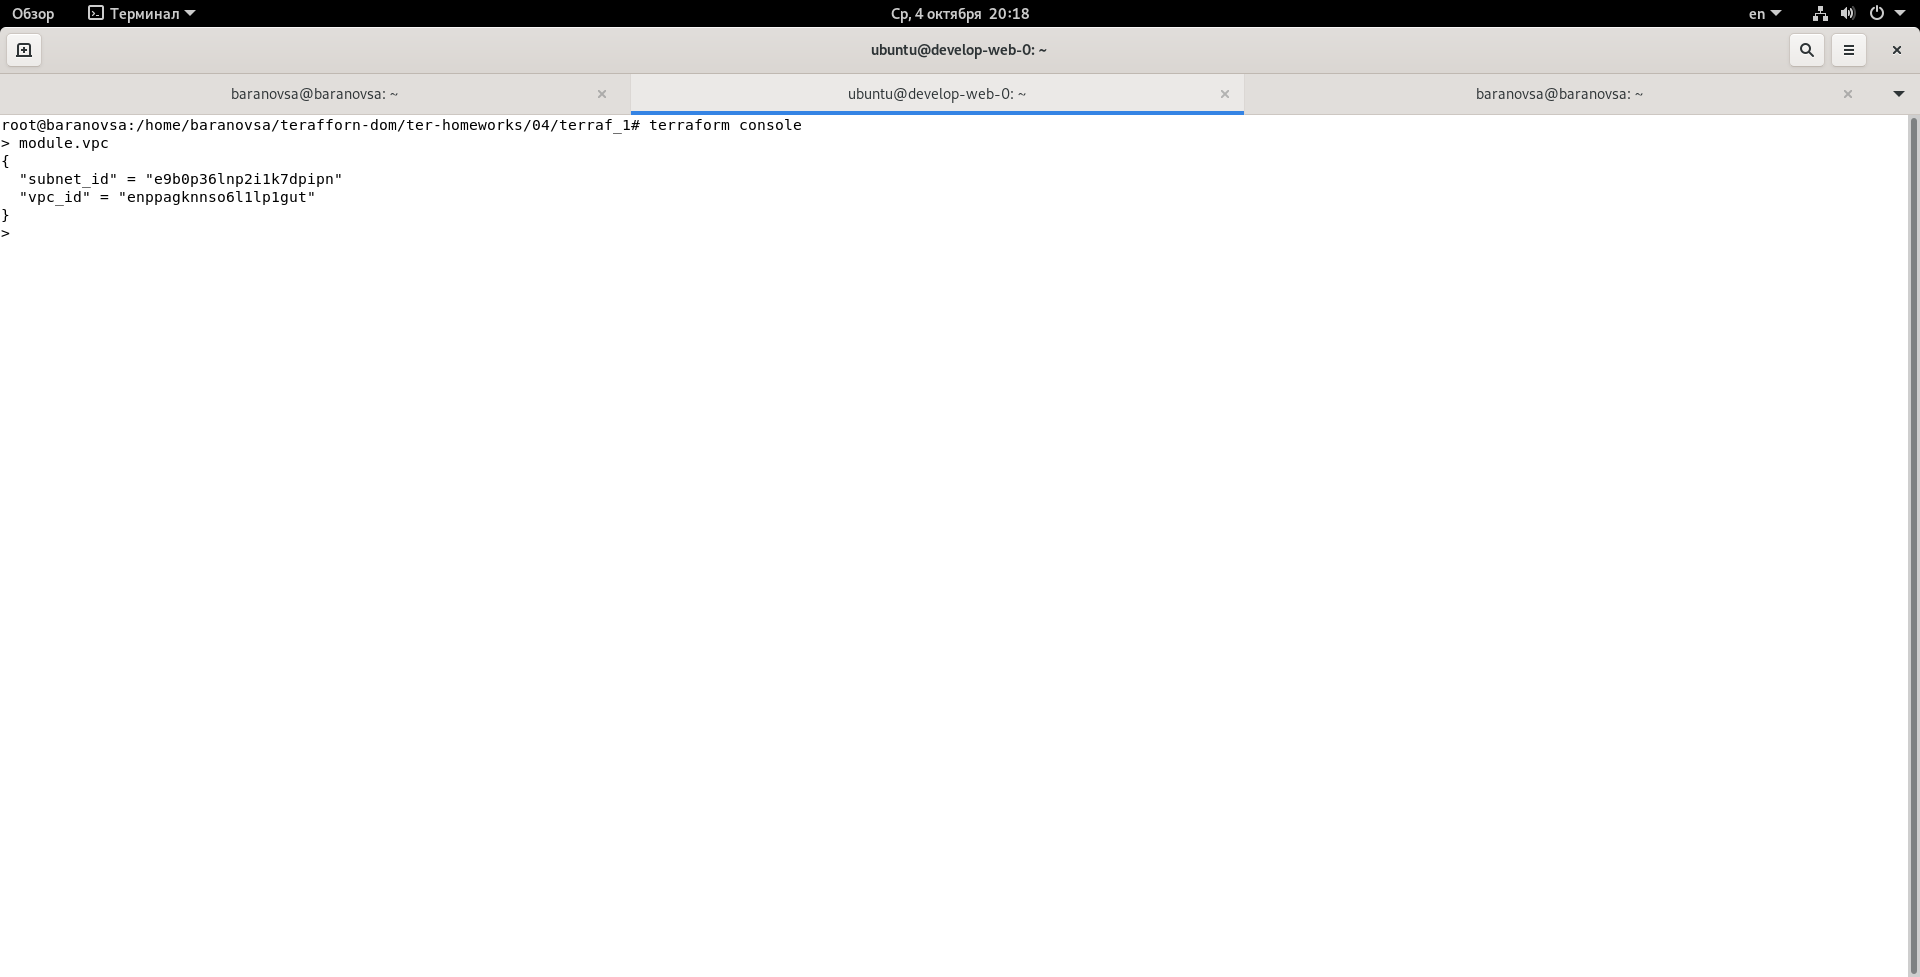 Обзор Терминал Ср, 4 октября 20:18 en
ubuntu@develop-web-0: ~
baranovsa@baranovsa: ~ ubuntu@develop-web-0: ~ baranovsa@baranovsa: ~
root@baranovsa:/home/baranovsa/terafforn-dom/ter-homeworks/04/terraf_1# terraform console
> module.vpc
{
  "subnet_id" = "e9b0p36lnp2i1k7dpipn"
  "vpc_id" = "enppagknnso6l1lp1gut"
}
>